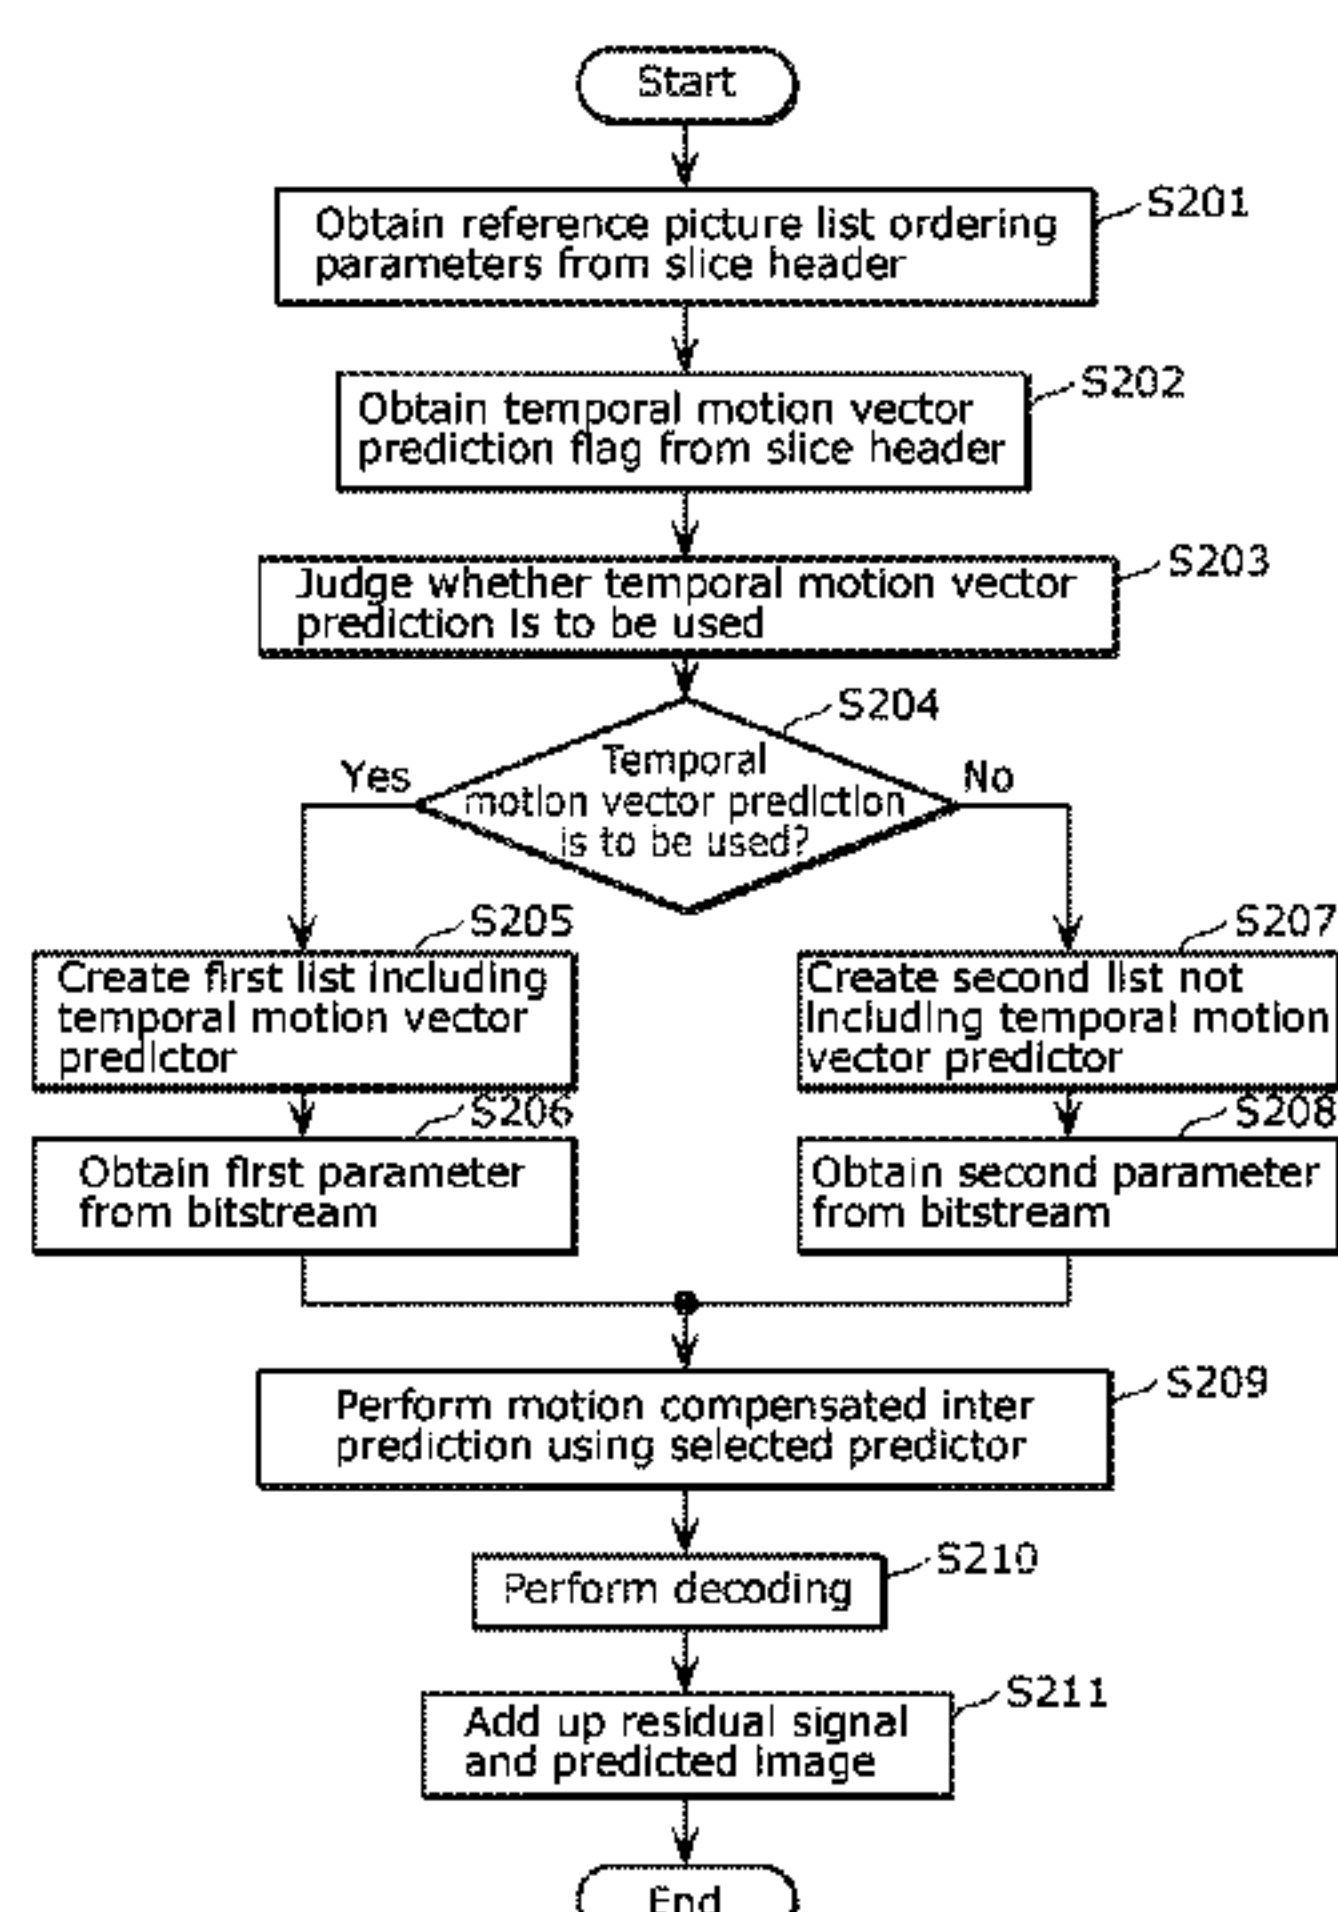 Start
S201
Obtain reference picture list ordering
parameters from slice header
S202
Obtain temporal motion vector
prediction flag from slice header
S203
Judge whether temporal motion vector
prediction is to be used
S204
Temporal
motion vector prediction
is to be used?
Yes
No
S205
Create first list including
temporal motion vector
predictor
S206
Obtain first parameter
from bitstream
S207
Create second list not
including temporal motion
vector predictor
S208
Obtain second parameter
from bitstream
S209
Perform motion compensated inter
prediction using selected predictor
S210
Perform decoding
S211
Add up residual signal
and predicted image
End